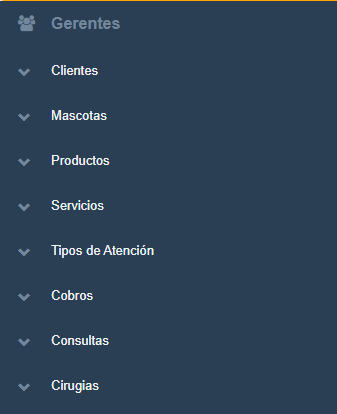 Gerentes
Clientes
Mascotas
Productos
Servicios
Tipos de Atención
Cobros
Consultas
Cirugias